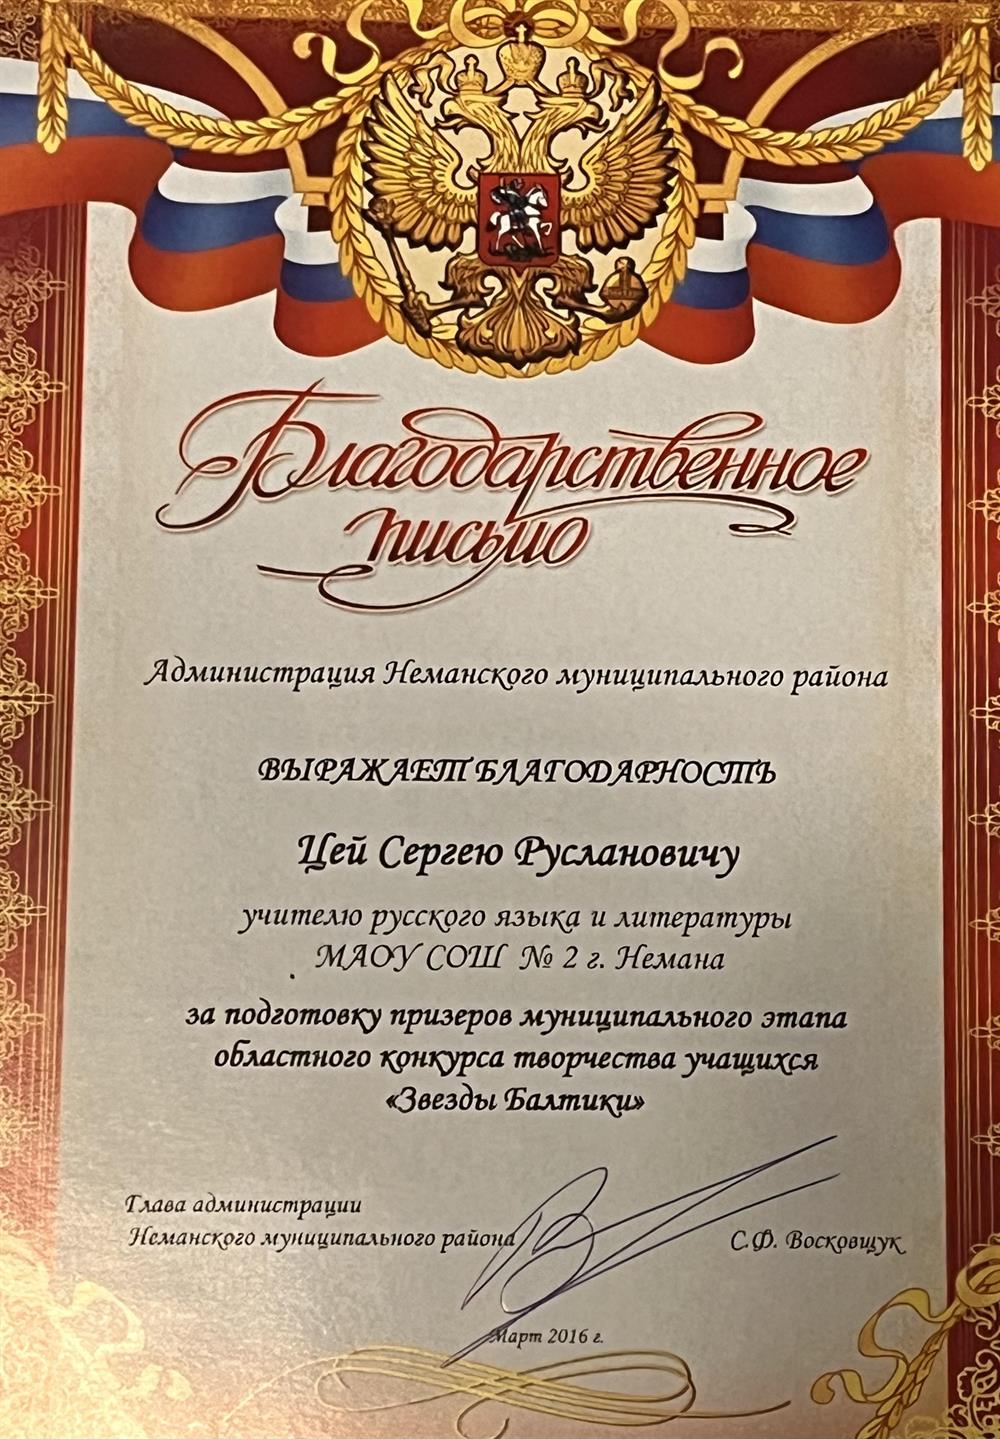 Благодарственное
письмо
Администрация Неманского муниципального района
ВЫРАЖАЕТ БЛАГОДАРНОСТЬ
Цей Сергею Руслановичу
учителю русского языка и литературы
МАОУ СОШ № 2 г. Немана
за подготовку призеров муниципального этапа
областного конкурса творчества учащихся
«Звезды Балтики»
Глава администрации
Неманского муниципального района
С.Ф. Восковщук
Март 2016 г.